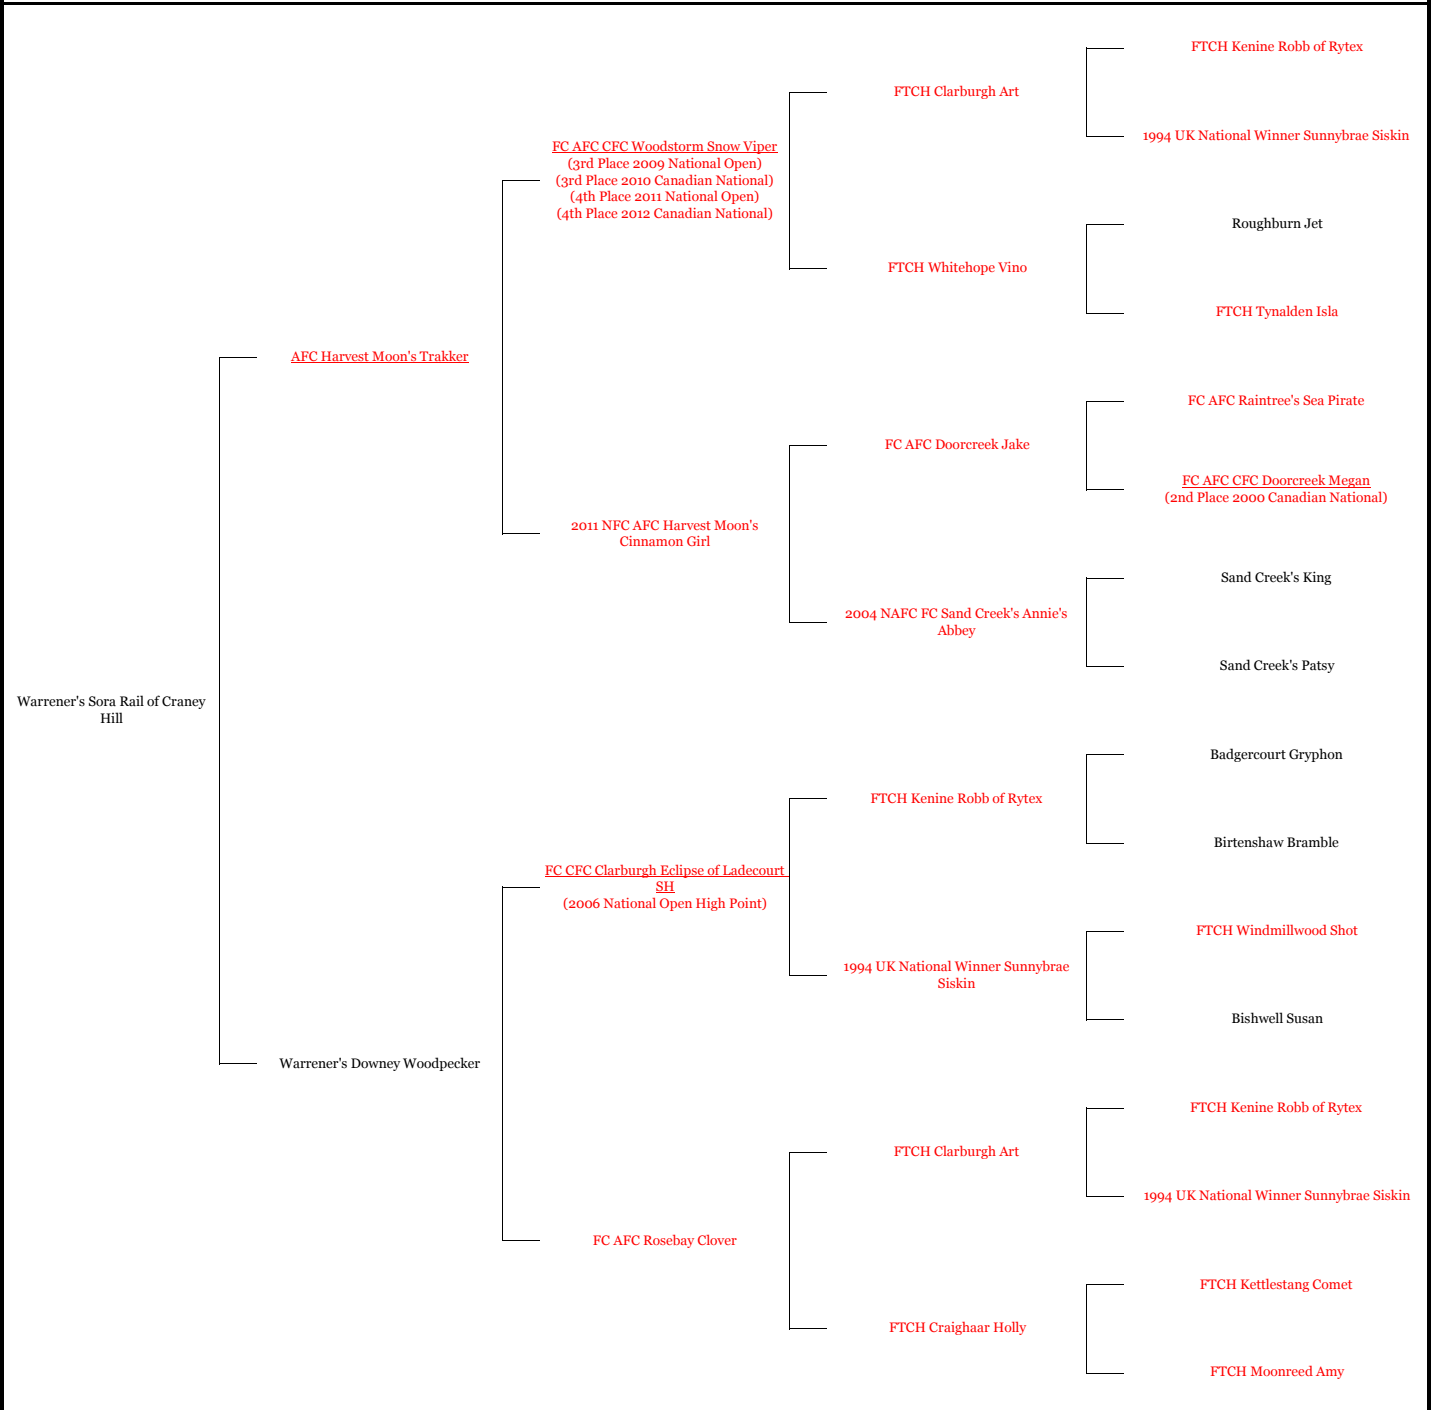 FTCH Kenine Robb of Rytex
FTCH Clarburgh Art
1994 UK National Winner Sunnybrae Siskin
FC AFC CFC Woodstorm Snow Viper
(3rd Place 2009 National Open)
(3rd Place 2010 Canadian National)
(4th Place 2011 National Open)
(4th Place 2012 Canadian National)
Roughburn Jet
FTCH Whitehope Vino
FTCH Tynalden Isla
AFC Harvest Moon's Trakker
FC AFC Raintree's Sea Pirate
FC AFC Doorcreek Jake
FC AFC CFC Doorcreek Megan
(2nd Place 2000 Canadian National)
2011 NFC AFC Harvest Moon's
Cinnamon Girl
Sand Creek's King
2004 NAFC FC Sand Creek's Annie's
Abbey
Sand Creek's Patsy
Warrener's Sora Rail of Craney
Hill
Badgercourt Gryphon
FTCH Kenine Robb of Rytex
Birtenshaw Bramble
FC CFC Clarburgh Eclipse of Ladecourt
SH
(2006 National Open High Point)
FTCH Windmillwood Shot
1994 UK National Winner Sunnybrae
Siskin
Bishwell Susan
Warrener's Downey Woodpecker
FTCH Kenine Robb of Rytex
FTCH Clarburgh Art
1994 UK National Winner Sunnybrae Siskin
FC AFC Rosebay Clover
FTCH Kettlestang Comet
FTCH Craighaar Holly
FTCH Moonreed Amy